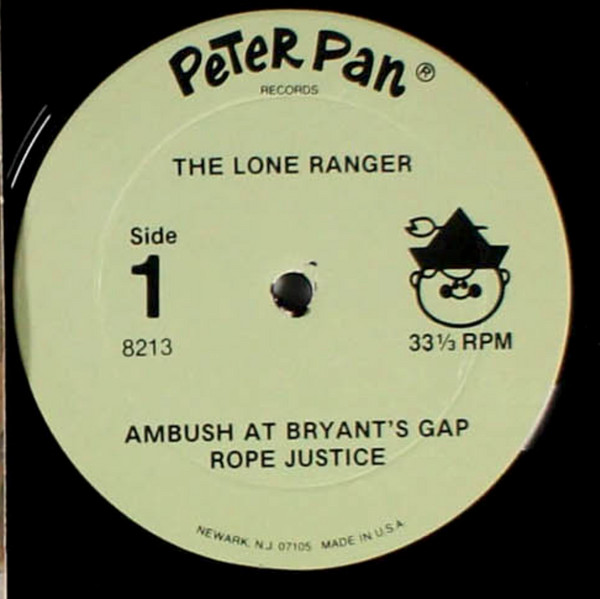 PeTeR Pan ®
RECORDS
THE LONE RANGER
Side
1
8213
33⅓ RPM
AMBUSH AT BRYANT'S GAP
ROPE JUSTICE
NEWARK, N.J. 07105 MADE IN U.S.A.